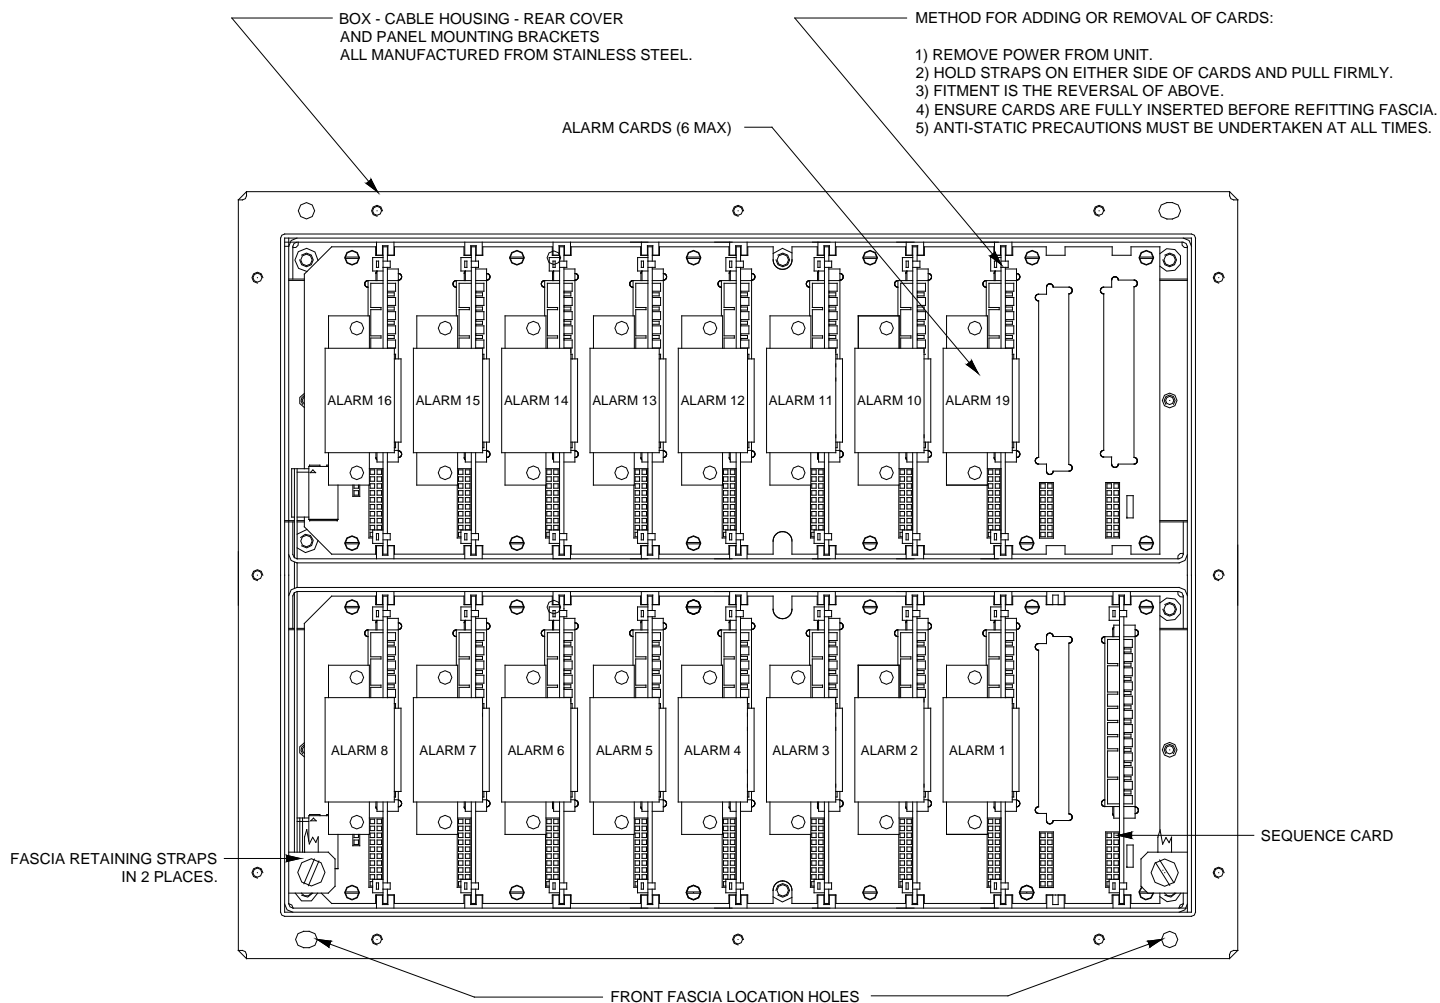 BOX - CABLE HOUSING - REAR COVER
AND PANEL MOUNTING BRACKETS
ALL MANUFACTURED FROM STAINLESS STEEL.
METHOD FOR ADDING OR REMOVAL OF CARDS:
1) REMOVE POWER FROM UNIT.
2) HOLD STRAPS ON EITHER SIDE OF CARDS AND PULL FIRMLY.
3) FITMENT IS THE REVERSAL OF ABOVE.
4) ENSURE CARDS ARE FULLY INSERTED BEFORE REFITTING FASCIA.
5) ANTI-STATIC PRECAUTIONS MUST BE UNDERTAKEN AT ALL TIMES.
ALARM CARDS (6 MAX)
ALARM 16
ALARM 15
ALARM 14
ALARM 13
ALARM 12
ALARM 11
ALARM 10
ALARM 19
ALARM 8
ALARM 7
ALARM 6
ALARM 5
ALARM 4
ALARM 3
ALARM 2
ALARM 1
SEQUENCE CARD
FASCIA RETAINING STRAPS
IN 2 PLACES.
FRONT FASCIA LOCATION HOLES